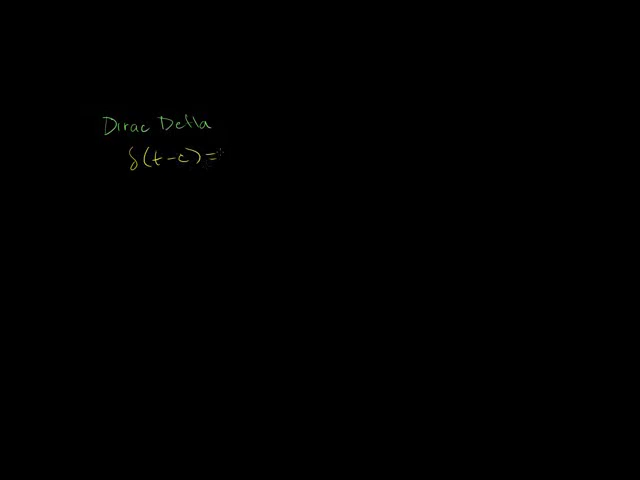 Dirac Delta
δ(t-c)=